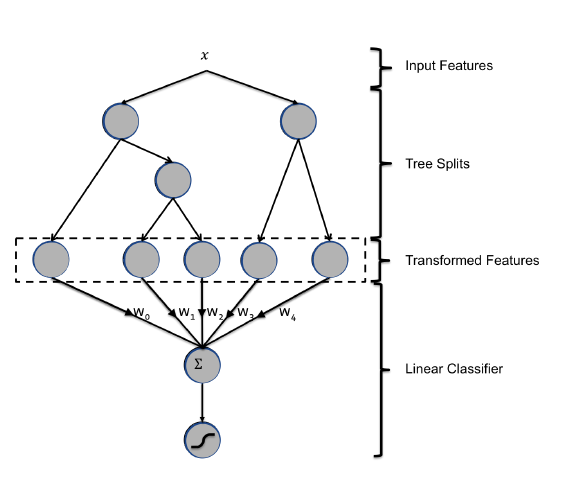 x
Input Features
Tree Splits
Transformed Features
W0 W1 W2 W3 W4
Σ
Linear Classifier